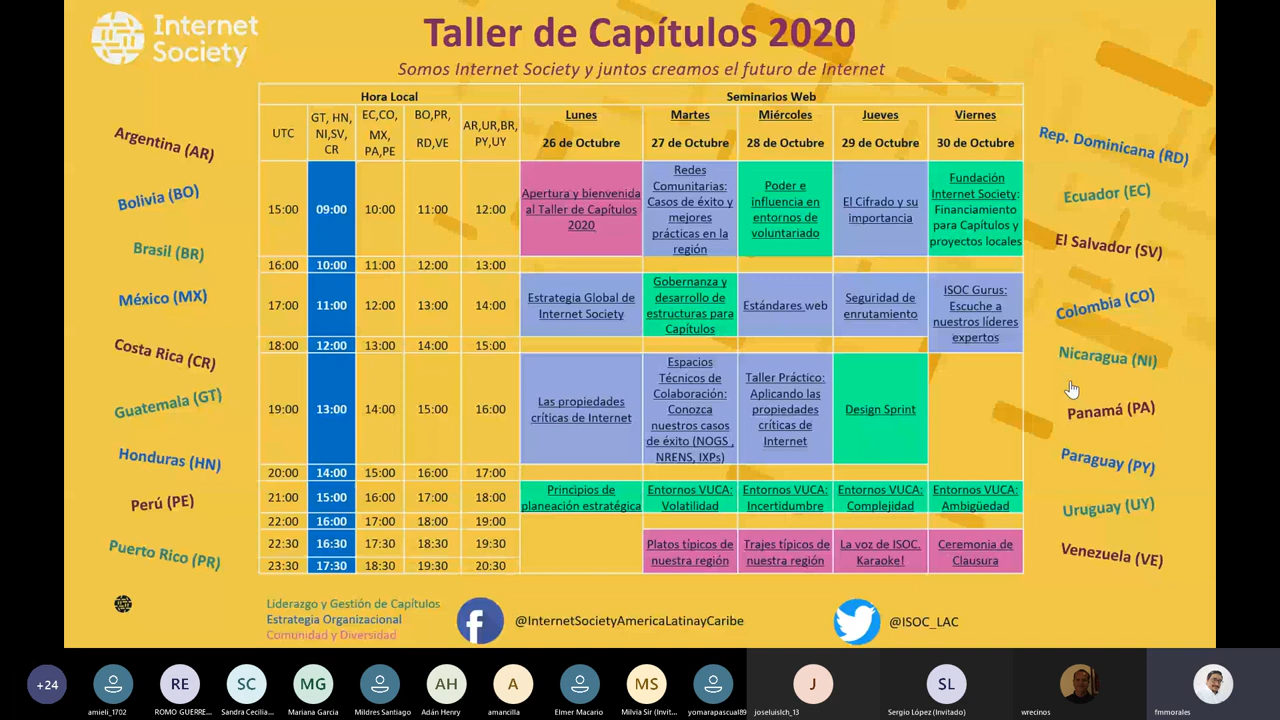 Internet
Society
Taller de Capítulos 2020
Somos Internet Society y juntos creamos el futuro de Internet
Argentina (AR)
Bolivia (BO)
Brasil (BR)
México (MX)
Costa Rica (CR)
Guatemala (GT)
Honduras (HN)
Perú (PE)
Puerto Rico (PR)
Hora Local
Seminarios Web
UTC
GT, HN,
NI,SV,
CR
EC,CO,
MX,
PA,PE
BO,PR,
RD,VE
AR,UR,BR,
PY,UY
Lunes
26 de Octubre
Martes
27 de Octubre
Miércoles
28 de Octubre
Jueves
29 de Octubre
Viernes
30 de Octubre
15:00 09:00 10:00 11:00 12:00
Apertura y bienvenida
al Taller de Capítulos
2020
Redes
Comunitarias:
Casos de éxito y
mejores
prácticas en la
región
Poder e
influencia en
entornos de
voluntariado
El Cifrado y su
importancia
Fundación
Internet Society:
Financiamiento
para Capítulos y
proyectos locales
16:00 10:00 11:00 12:00 13:00
17:00 11:00 12:00 13:00 14:00
Estrategia Global de
Internet Society
Gobernanza y
desarrollo de
estructuras para
Capítulos
Estándares web
Seguridad de
enrutamiento
ISOC Gurus:
Escuche a
nuestros líderes
expertos
18:00 12:00 13:00 14:00 15:00
19:00 13:00 14:00 15:00 16:00
Las propiedades
críticas de Internet
Espacios
Técnicos de
Colaboración:
Conozca
nuestros casos
de éxito (NOGS ,
NRENS, IXPs)
Taller Práctico:
Aplicando las
propiedades
críticas de
Internet
Design Sprint
20:00 14:00 15:00 16:00 17:00
21:00 15:00 16:00 17:00 18:00
Principios de
planeación estratégica
Entornos VUCA:
Volatilidad
Entornos VUCA:
Incertidumbre
Entornos VUCA:
Complejidad
Entornos VUCA:
Ambigüedad
22:00 16:00 17:00 18:00 19:00
22:30 16:30 17:30 18:30 19:30
Platos típicos de
nuestra región
Trajes típicos de
nuestra región
La voz de ISOC.
Karaoke!
Ceremonia de
Clausura
23:30 17:30 18:30 19:30 20:30
Rep. Dominicana (RD)
Ecuador (EC)
El Salvador (SV)
Colombia (CO)
Nicaragua (NI)
Panamá (PA)
Paraguay (PY)
Uruguay (UY)
Venezuela (VE)
Liderazgo y Gestión de Capítulos
Estrategia Organizacional
Comunidad y Diversidad
@InternetSocietyAmericaLatinayCaribe
@ISOC_LAC
+24 RE SC MG AH A MS J SL
amieli_1702 ROMO GUERRE... Sandra Cecilia... Mariana Garcia Mildres Santiago Adán Henry amancilla Elmer Macario Milvia Sir (Invit... yomarapascual89 joseluislch_13 Sergio López (Invitado) wrecinos fmmorales